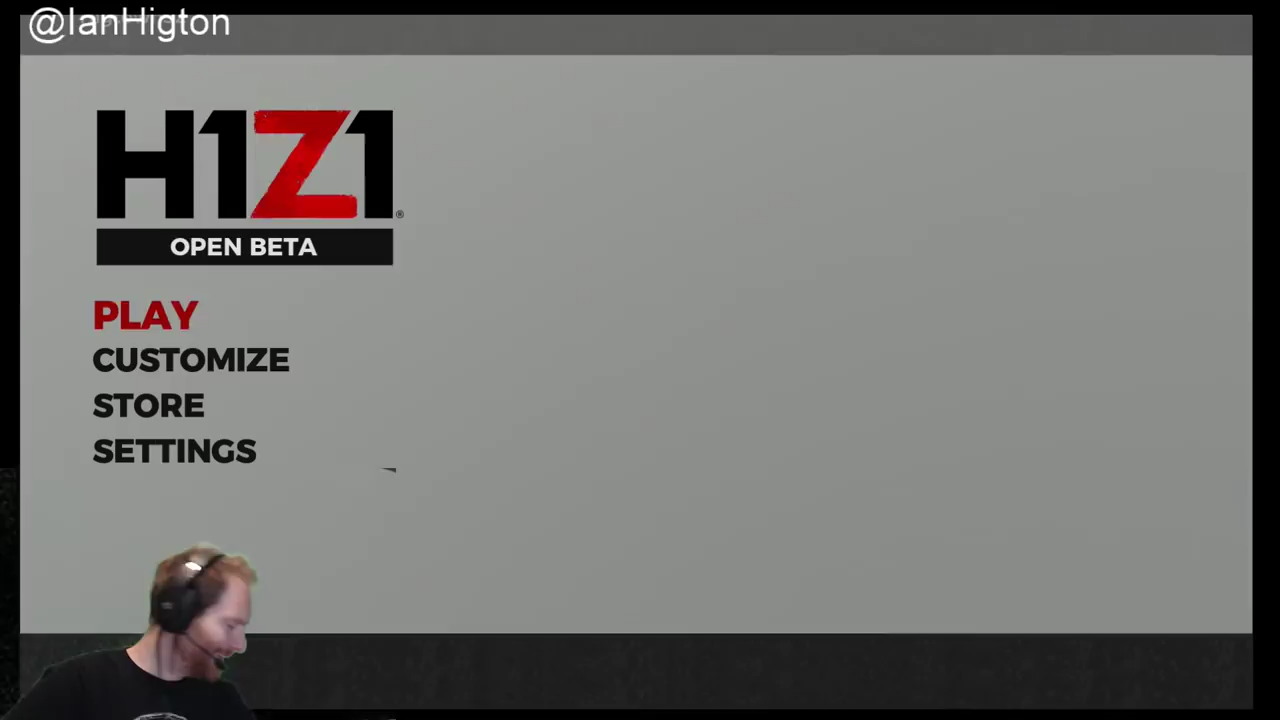 @IanHigton
H1Z1®
OPEN BETA
PLAY
CUSTOMIZE
STORE
SETTINGS